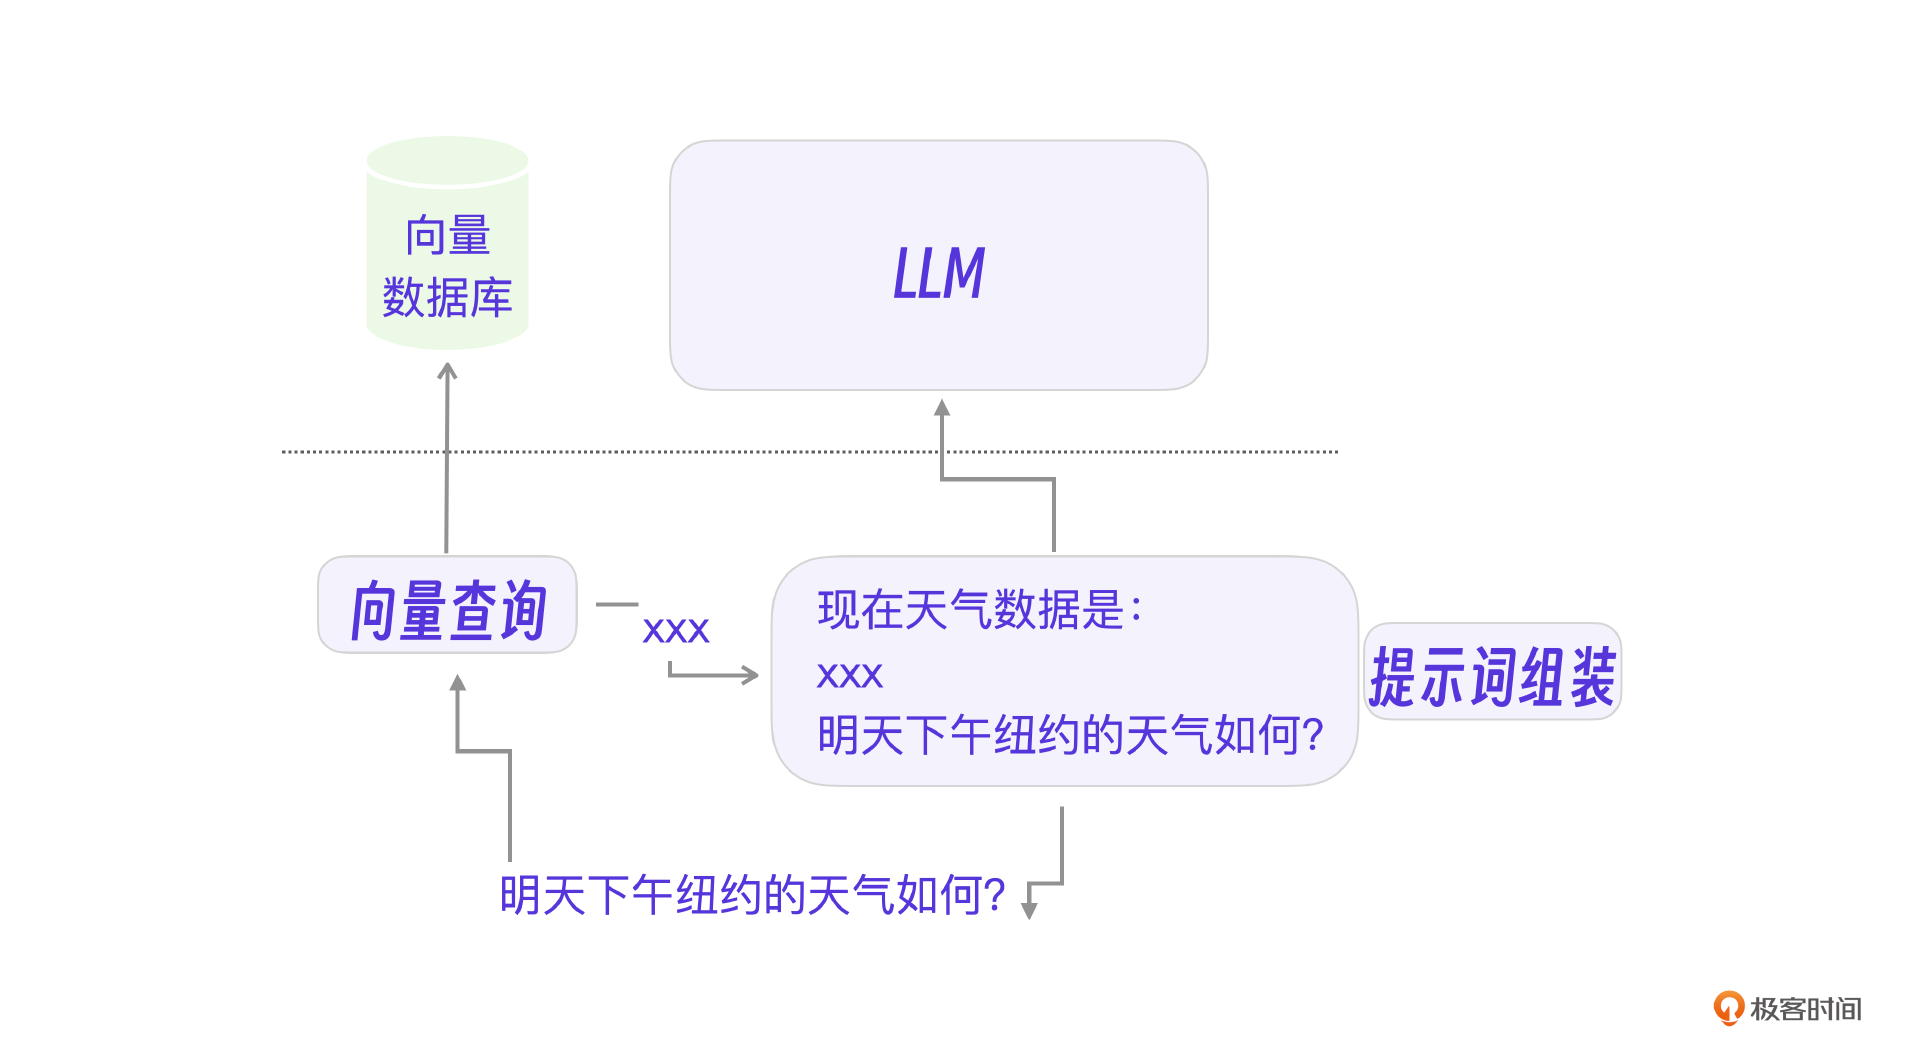 向量
数据库
LLM
向量查询
xxx
现在天气数据是：
xxx
明天下午纽约的天气如何？
提示词组装
明天下午纽约的天气如何？
极客时间